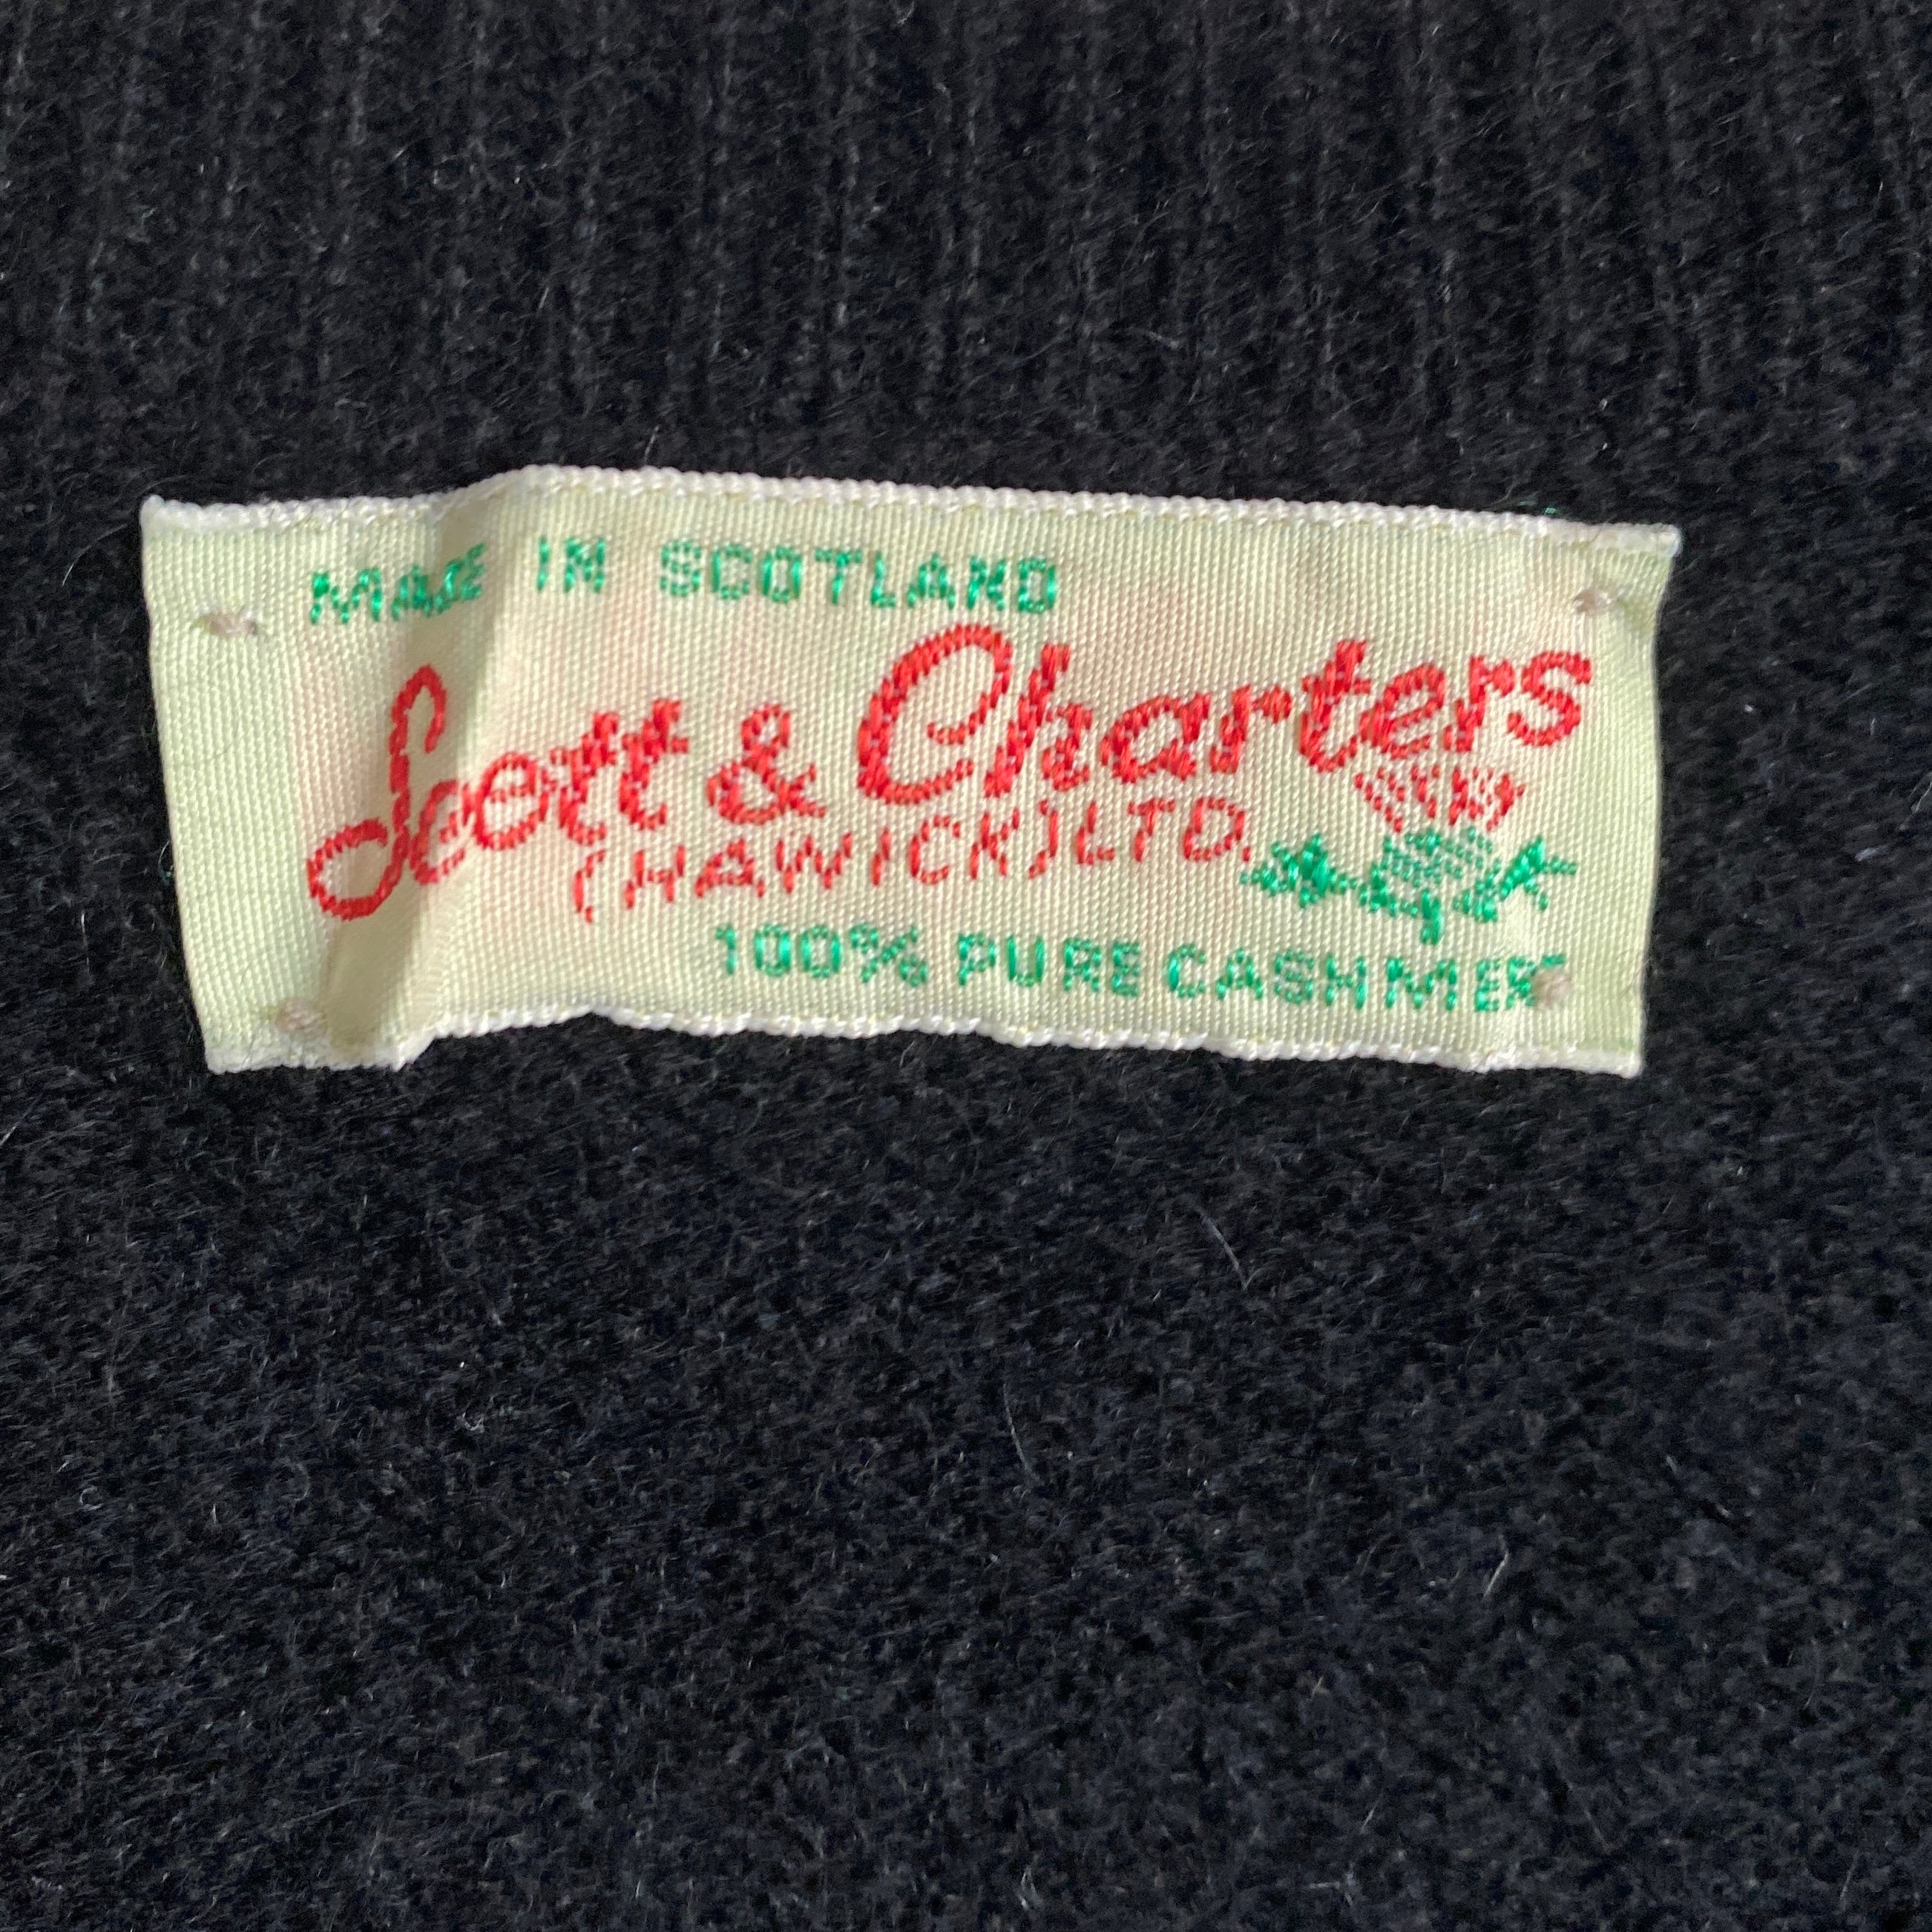 MADE IN SCOTLAND
Scott & Charters
(HAWICK) LTD.
100% PURE CASHMERE